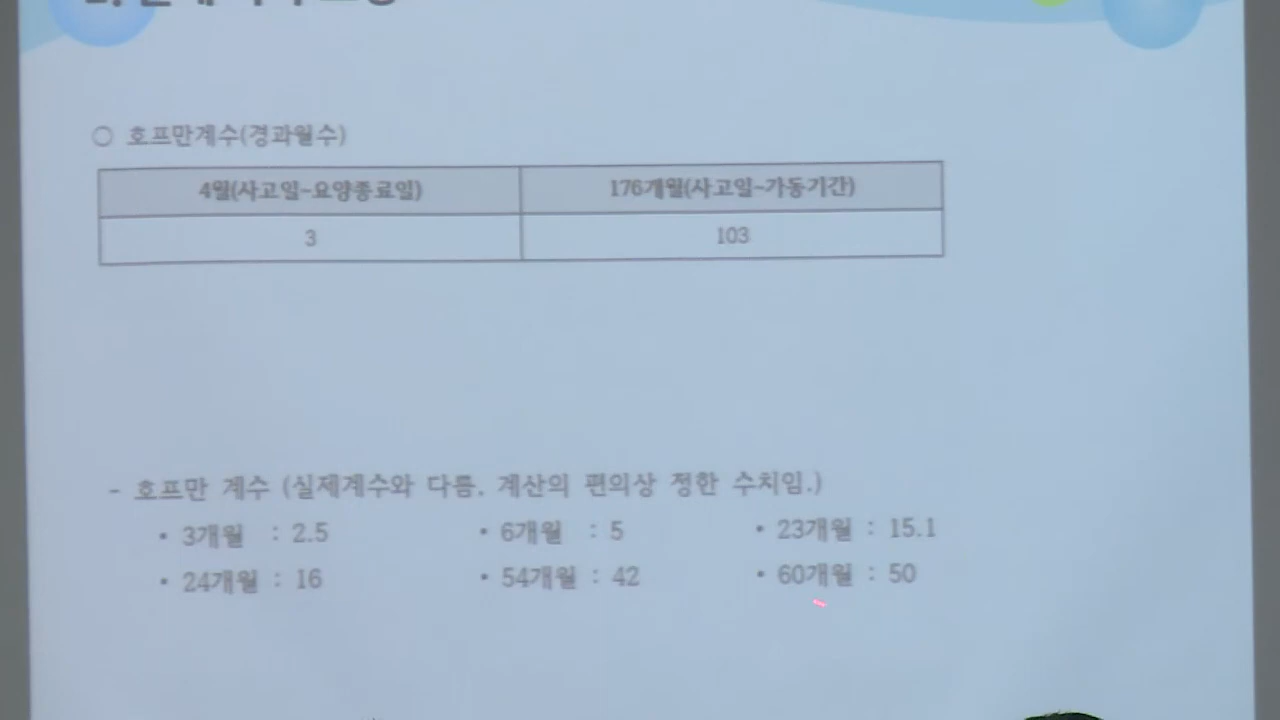 ○ 호프만계수(경과월수)
4월(사고일~요양종료일) 176개월(사고일~가동기간)
3 103
- 호프만 계수 (실제계수와 다름. 계산의 편의상 정한 수치임.)
• 3개월 : 2.5 • 6개월 : 5 • 23개월 : 15.1
• 24개월 : 16 • 54개월 : 42 • 60개월 : 50